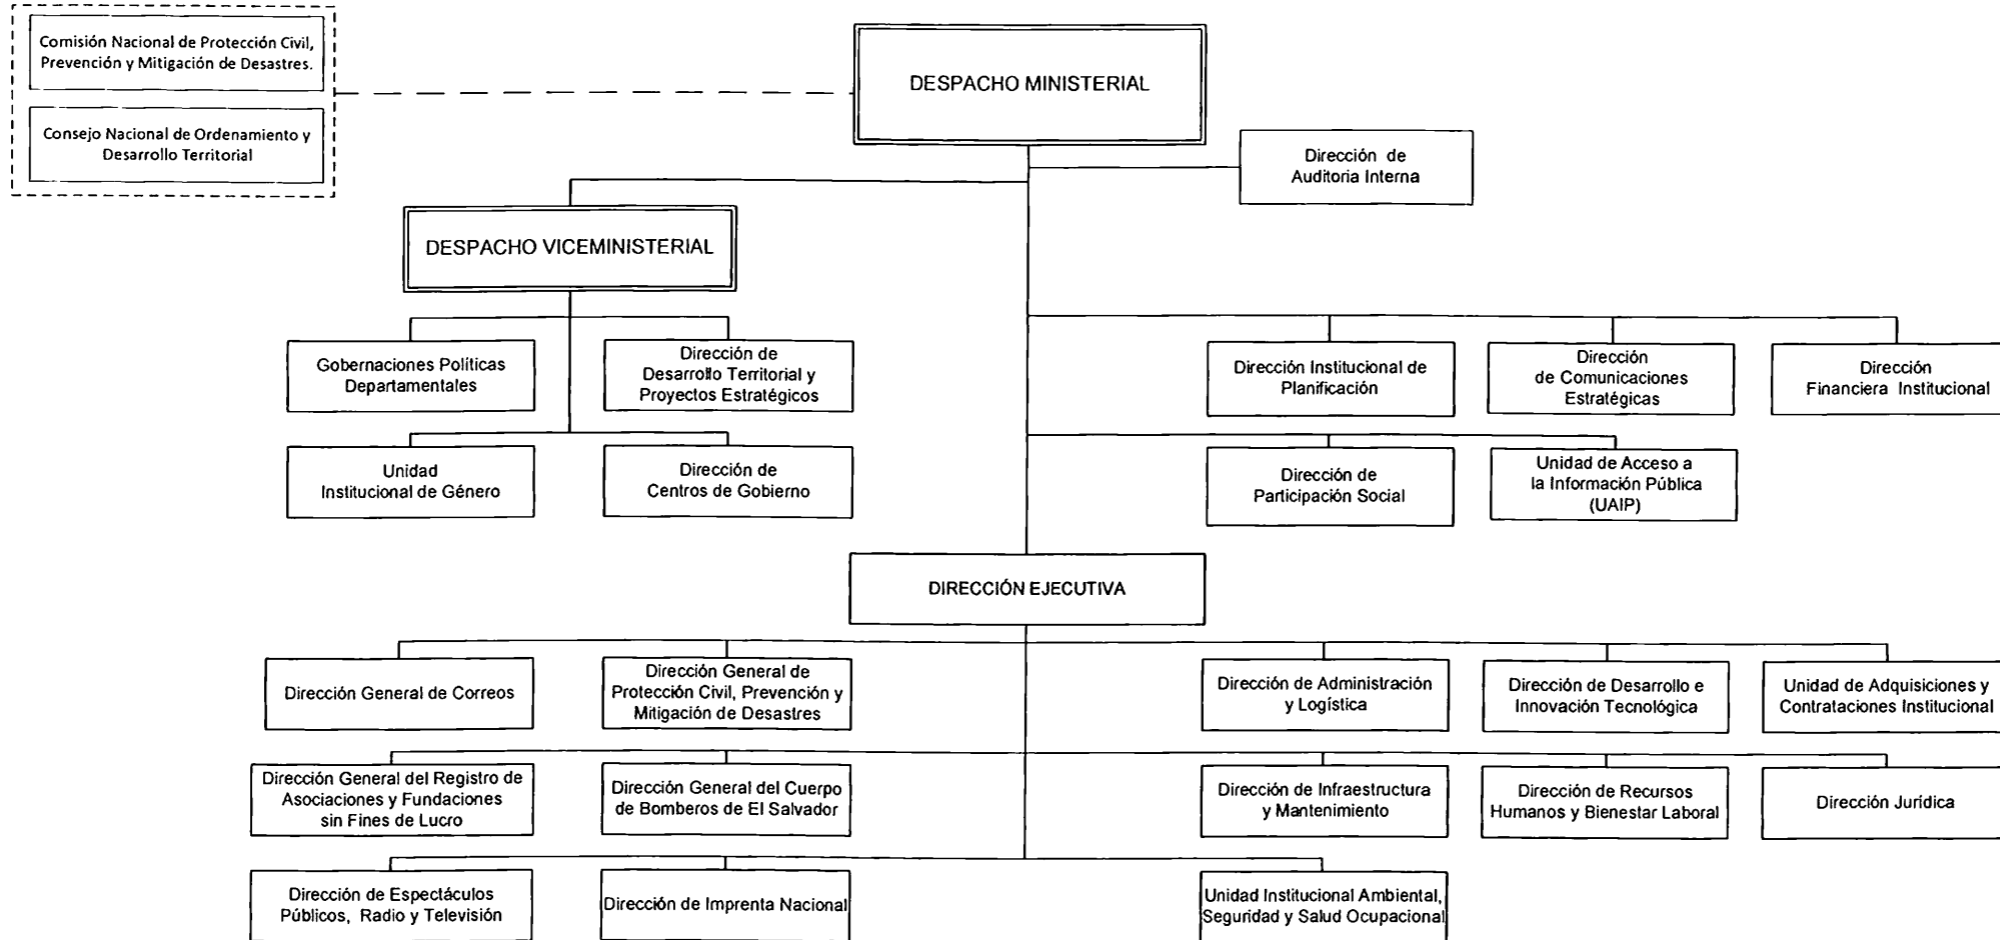 Comisión Nacional de Protección Civil,
Prevención y Mitigación de Desastres.
Consejo Nacional de Ordenamiento y
Desarrollo Territorial
DESPACHO MINISTERIAL
Dirección de
Auditoria Interna
DESPACHO VICEMINISTERIAL
Gobernaciones Políticas
Departamentales
Dirección de
Desarrollo Territorial y
Proyectos Estratégicos
Dirección Institucional de
Planificación
Dirección
de Comunicaciones
Estratégicas
Dirección
Financiera Institucional
Unidad
Institucional de Género
Dirección de
Centros de Gobierno
Dirección de
Participación Social
Unidad de Acceso a
la Información Pública
(UAIP)
DIRECCIÓN EJECUTIVA
Dirección General de Correos
Dirección General de
Protección Civil, Prevención y
Mitigación de Desastres
Dirección de Administración
y Logística
Dirección de Desarrollo e
Innovación Tecnológica
Unidad de Adquisiciones y
Contrataciones Institucional
Dirección General del Registro de
Asociaciones y Fundaciones
sin Fines de Lucro
Dirección General del Cuerpo
de Bomberos de El Salvador
Dirección de Infraestructura
y Mantenimiento
Dirección de Recursos
Humanos y Bienestar Laboral
Dirección Jurídica
Dirección de Espectáculos
Públicos, Radio y Televisión
Dirección de Imprenta Nacional
Unidad Institucional Ambiental,
Seguridad y Salud Ocupacional